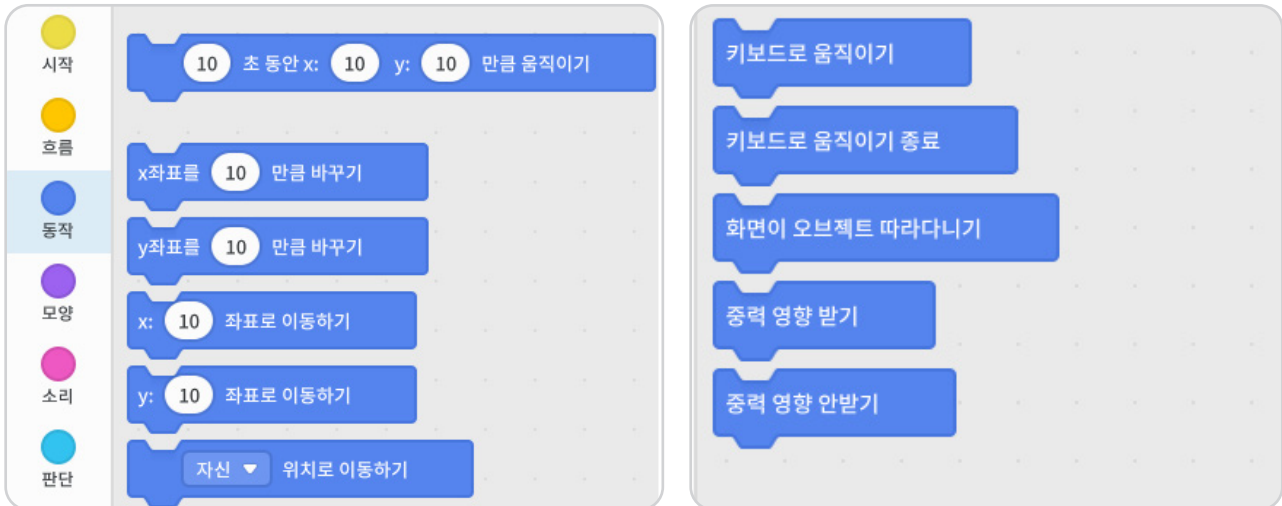 시작
흐름
동작
모양
소리
판단
10 초 동안 x: 10 y: 10 만큼 움직이기
x좌표를 10 만큼 바꾸기
y좌표를 10 만큼 바꾸기
x: 10 좌표로 이동하기
y: 10 좌표로 이동하기
자신 위치로 이동하기
키보드로 움직이기
키보드로 움직이기 종료
화면이 오브젝트 따라다니기
중력 영향 받기
중력 영향 안받기